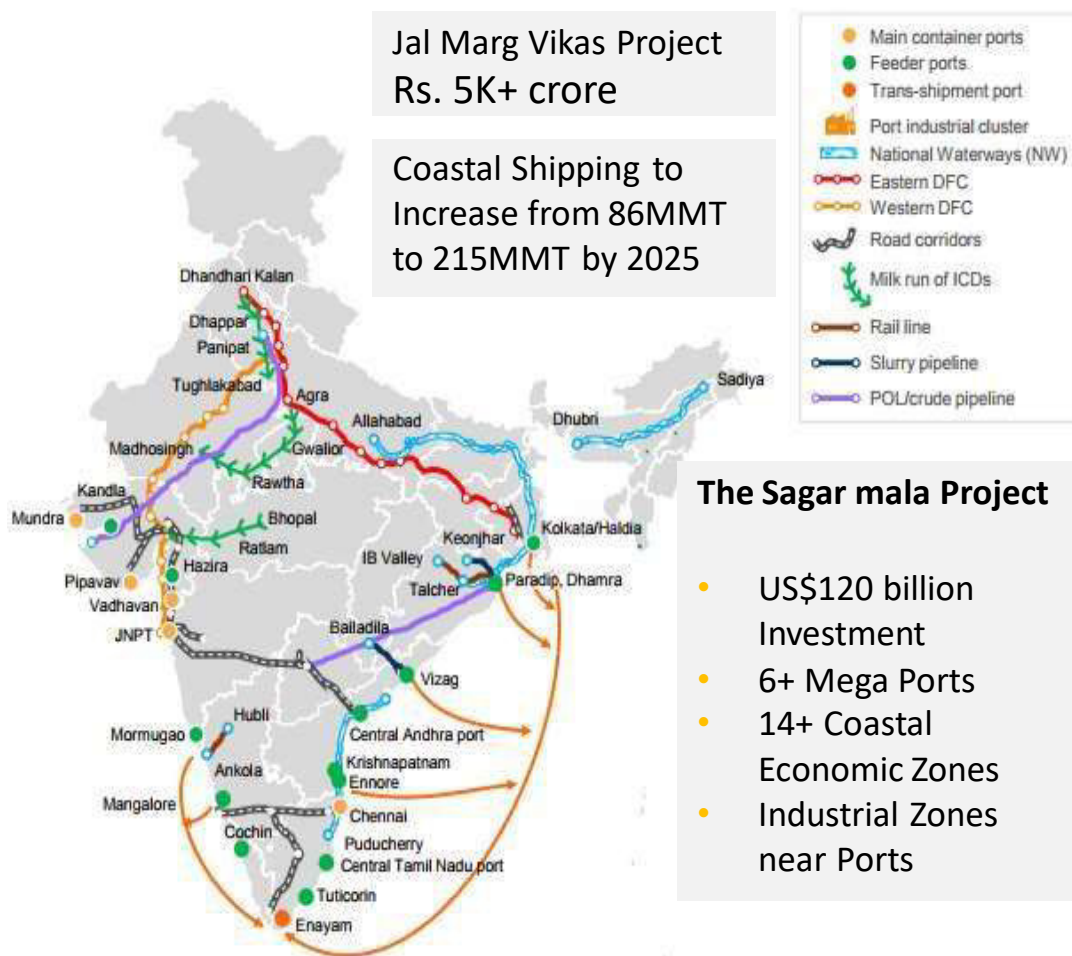 Jal Marg Vikas Project
Rs. 5K+ crore
Coastal Shipping to
Increase from 86MMT
to 215MMT by 2025
Main container ports
Feeder ports
Trans-shipment port
Port industrial cluster
National Waterways (NW)
Eastern DFC
Western DFC
Road corridors
Milk run of ICDs
Rail line
Slurry pipeline
POL/crude pipeline
Dhandhari Kalan
Dhappar
Panipat
Tughlakabad
Agra
Allahabad
Dhubri
Sadiya
Madhosingh
Gwalior
Rawtha
Kandla
Mundra
Bhopal
Ratlam
Hazira
Pipavav
Vadhavan
JNPT
Keonjhar
Kolkata/Haldia
IB Valley
Talcher
Paradip, Dhamra
Bailadila
Vizag
Hubli
Mormugao
Central Andhra port
Ankola
Krishnapatnam
Ennore
Mangalore
Chennai
Cochin
Puducherry
Central Tamil Nadu port
Tuticorin
Enayam
The Sagar mala Project
• US$120 billion
Investment
• 6+ Mega Ports
• 14+ Coastal
Economic Zones
• Industrial Zones
near Ports